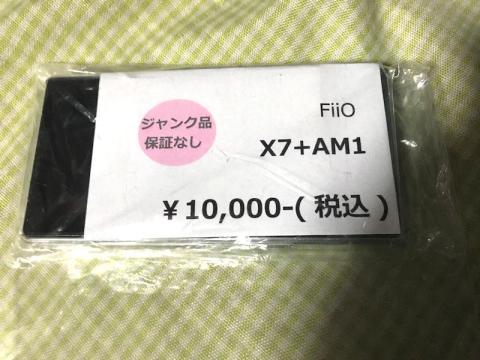 ジャンク品
保証なし
FiiO
X7+AM1
￥10,000-(税込)